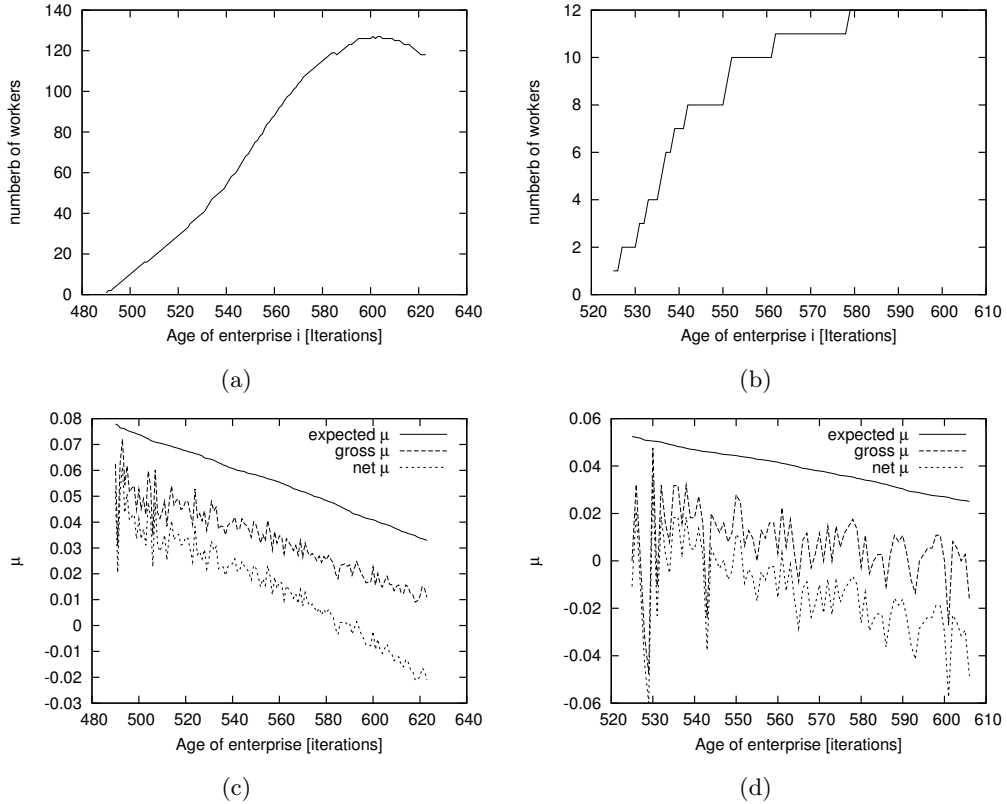 140
120
100
80
60
40
20
0
numberb of workers
480 500 520 540 560 580 600 620 640
Age of enterprise i [Iterations]
(a)
12
10
8
6
4
2
0
numberb of workers
520 530 540 550 560 570 580 590 600 610
Age of enterprise i [Iterations]
(b)
0.08
0.07
0.06
0.05
0.04
0.03
0.02
0.01
0
-0.01
-0.02
-0.03
μ
expected μ
gross μ
net μ
480 500 520 540 560 580 600 620 640
Age of enterprise [iterations]
(c)
0.06
0.04
0.02
0
-0.02
-0.04
-0.06
μ
expected μ
gross μ
net μ
520 530 540 550 560 570 580 590 600 610
Age of enterprise [iterations]
(d)